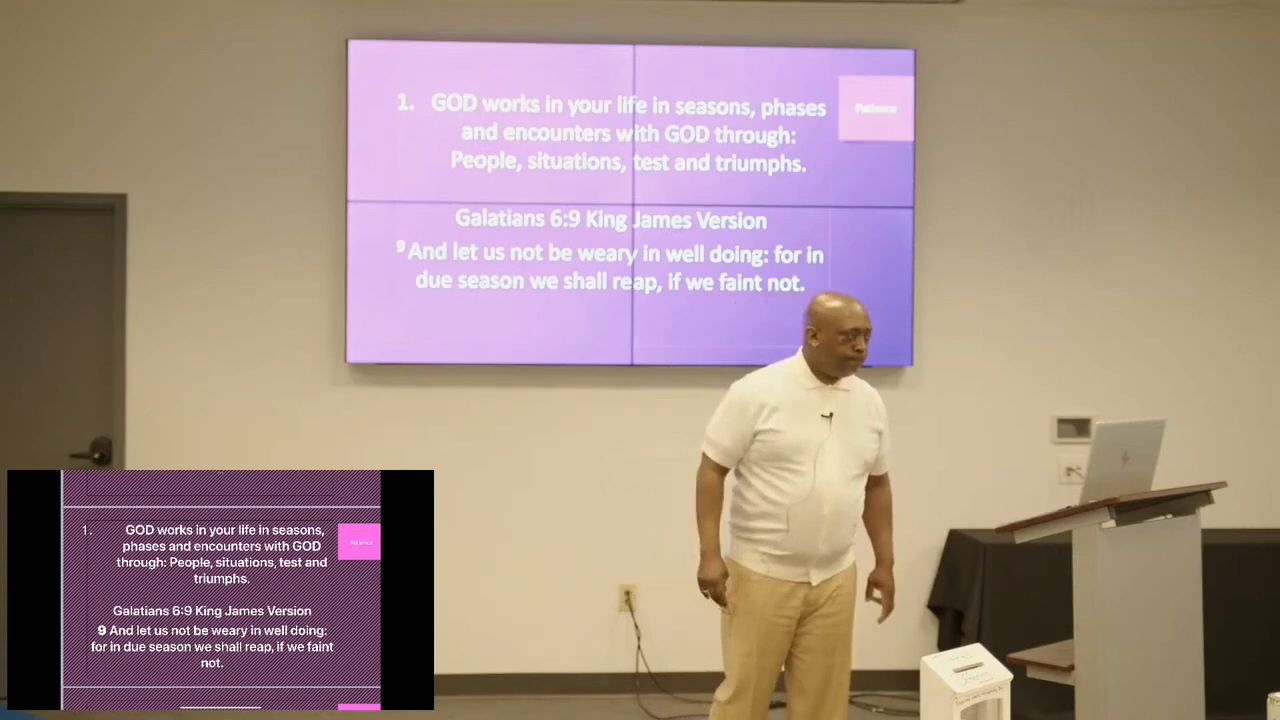 1. GOD works in your life in seasons, phases
and encounters with GOD through:
People, situations, test and triumphs.
Patience
Galatians 6:9 King James Version
9 And let us not be weary in well doing: for in
due season we shall reap, if we faint not.
1. GOD works in your life in seasons,
phases and encounters with GOD
through: People, situations, test and
triumphs.
Patience
Galatians 6:9 King James Version
9 And let us not be weary in well doing:
for in due season we shall reap, if we faint
not.